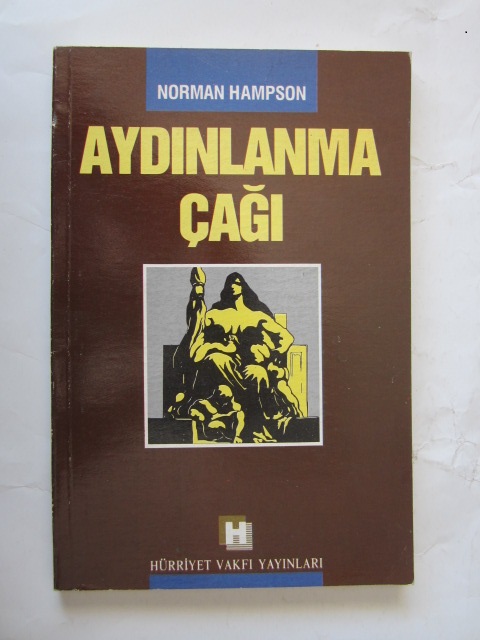 NORMAN HAMPSON
AYDINLANMA
ÇAĞI
H
HÜRRİYET VAKFI YAYINLARI